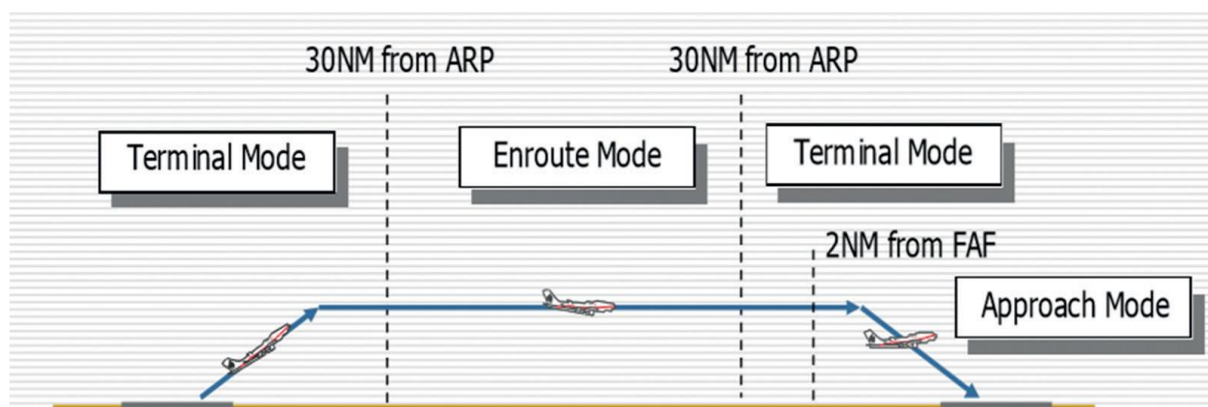 30NM from ARP
30NM from ARP
Terminal Mode
Enroute Mode
Terminal Mode
2NM from FAF
Approach Mode